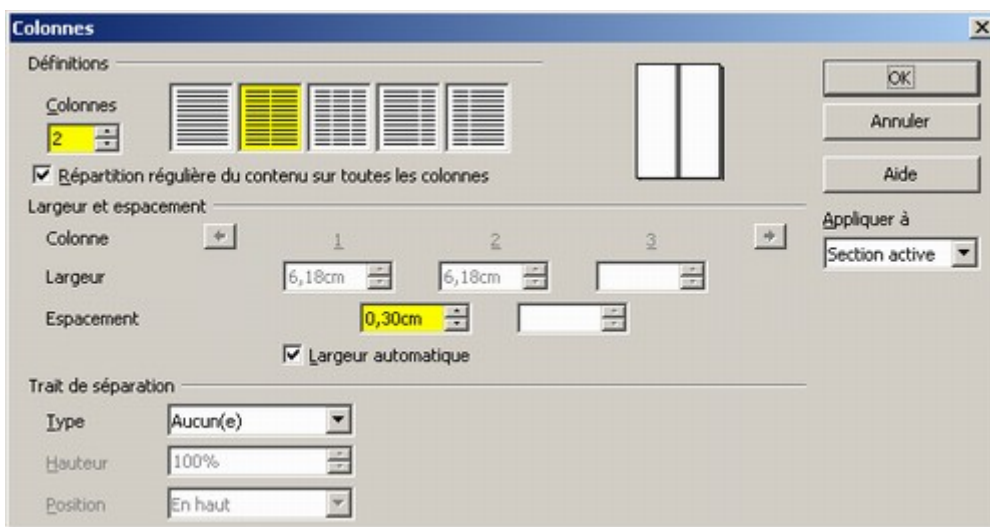 Colonnes
Définitions
Colonnes
2
Répartition régulière du contenu sur toutes les colonnes
OK
Annuler
Aide
Appliquer à
Section active
Largeur et espacement
Colonne 1 2 3
Largeur 6,18cm 6,18cm
Espacement 0,30cm
Largeur automatique
Trait de séparation
Type Aucun(e)
Hauteur 100%
Position En haut